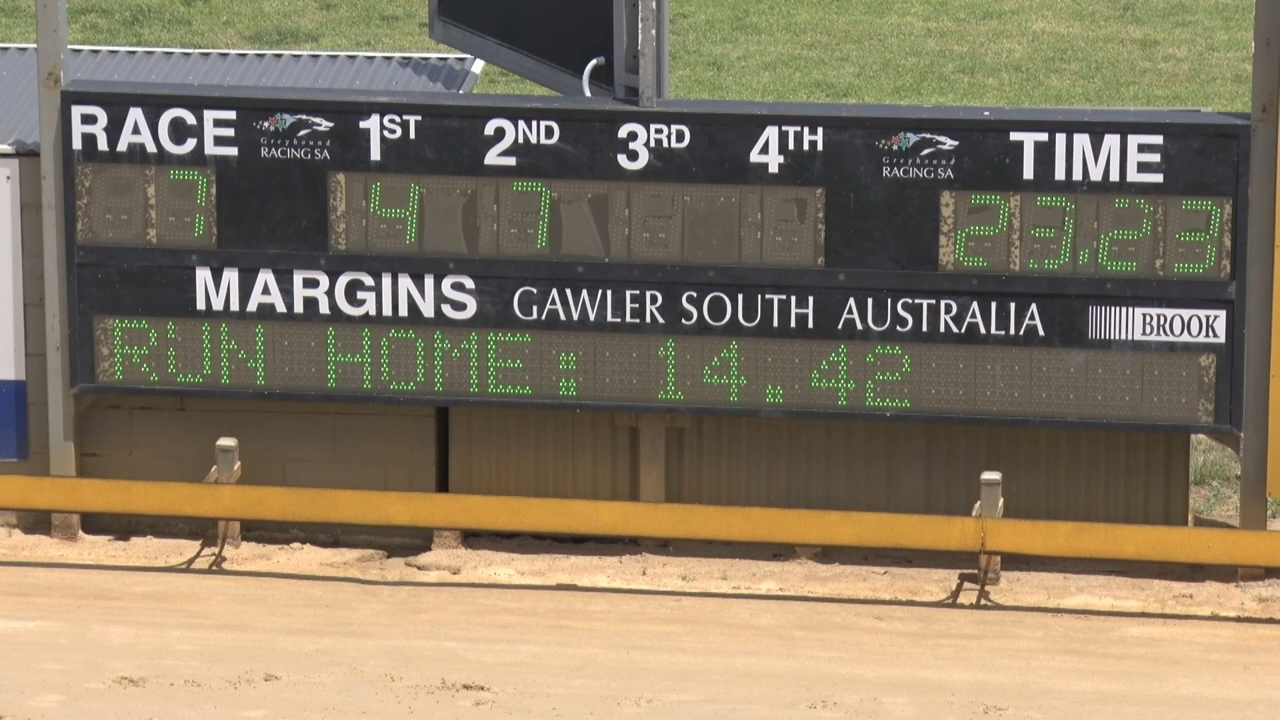 RACE Greyhound RACING SA 1ST 2ND 3RD 4TH Greyhound RACING SA TIME
7 4 7 23.23
MARGINS GAWLER SOUTH AUSTRALIA BROOK
RUN HOME: 14.42